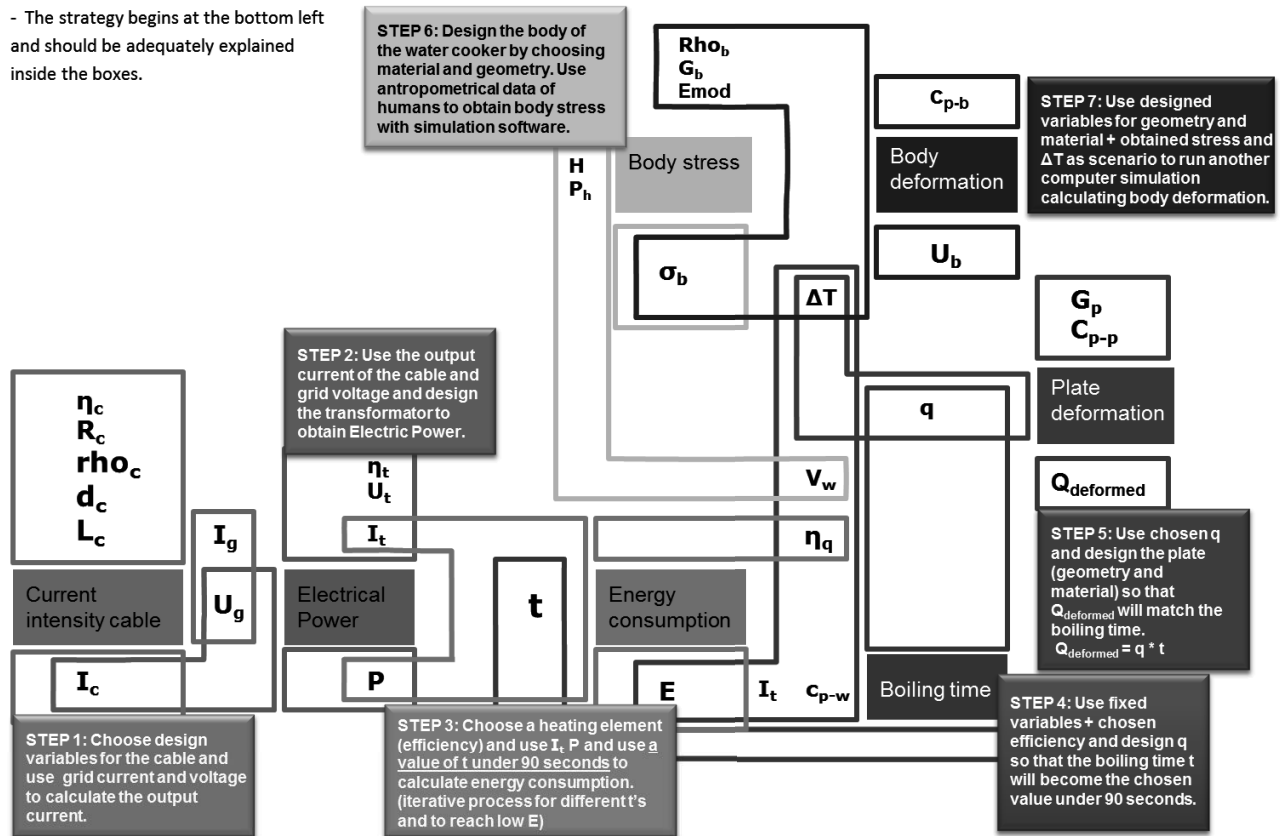 - The strategy begins at the bottom left
and should be adequately explained
inside the boxes.
STEP 6: Design the body of
the water cooker by choosing
material and geometry. Use
antropometrical data of
humans to obtain body stress
with simulation software.
Rho_b
G_b
Emod
C_p-b
STEP 7: Use designed
variables for geometry and
material + obtained stress and
ΔT as scenario to run another
computer simulation
calculating body deformation.
H
P_h
Body stress
Body
deformation
σ_b
U_b
ΔT
G_p
C_p-p
STEP 2: Use the output
current of the cable and
grid voltage and design
the transformator to
obtain Electric Power.
η_c
R_c
rho_c
d_c
L_c
q
Plate
deformation
η_t
U_t
I_t
V_w
Q_deformed
I_g
η_q
STEP 5: Use chosen q
and design the plate
(geometry and
material) so that
Q_deformed will match the
boiling time.
Q_deformed = q * t
Current
intensity cable
U_g
Electrical
Power
t
Energy
consumption
I_c
P
E
I_t
c_p-w
Boiling time
STEP 1: Choose design
variables for the cable and
use grid current and voltage
to calculate the output
current.
STEP 3: Choose a heating element
(efficiency) and use I_t P and use a
value of t under 90 seconds to
calculate energy consumption.
(iterative process for different t's
and to reach low E)
STEP 4: Use fixed
variables + chosen
efficiency and design q
so that the boiling time t
will become the chosen
value under 90 seconds.